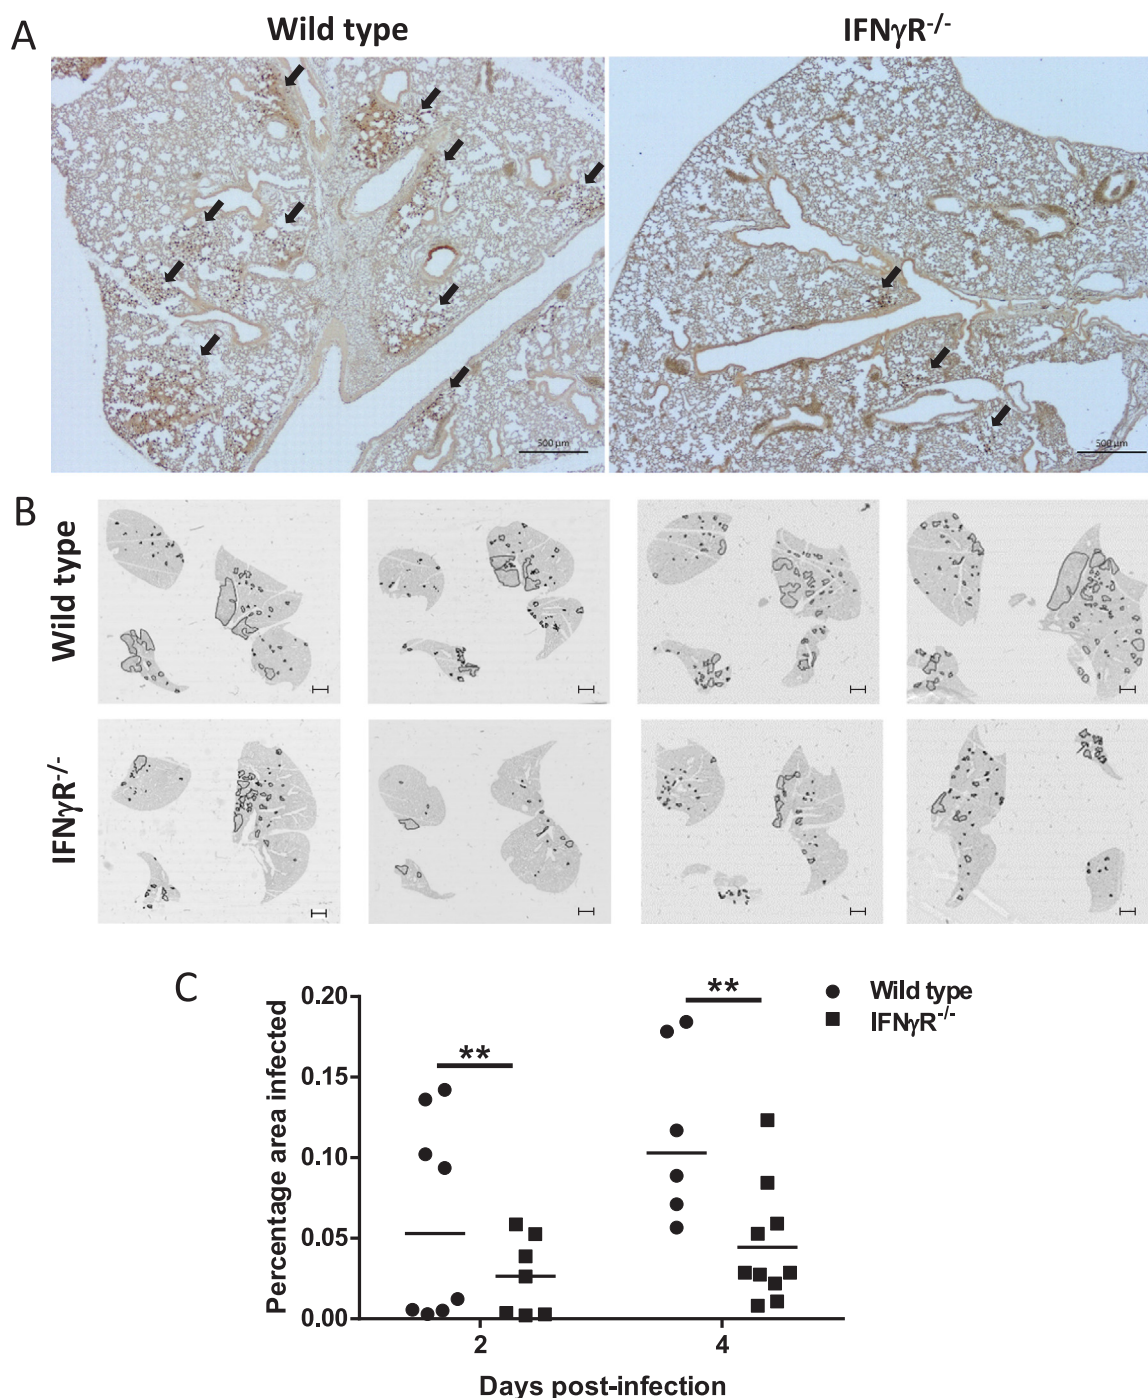 A
Wild type
IFNγR-/-
500 µm
500 µm
B
Wild type
IFNγR-/-
C
Percentage area infected
0.20
0.15
0.10
0.05
0.00
**
**
Wild type
IFNγR-/-
2
4
Days post-infection